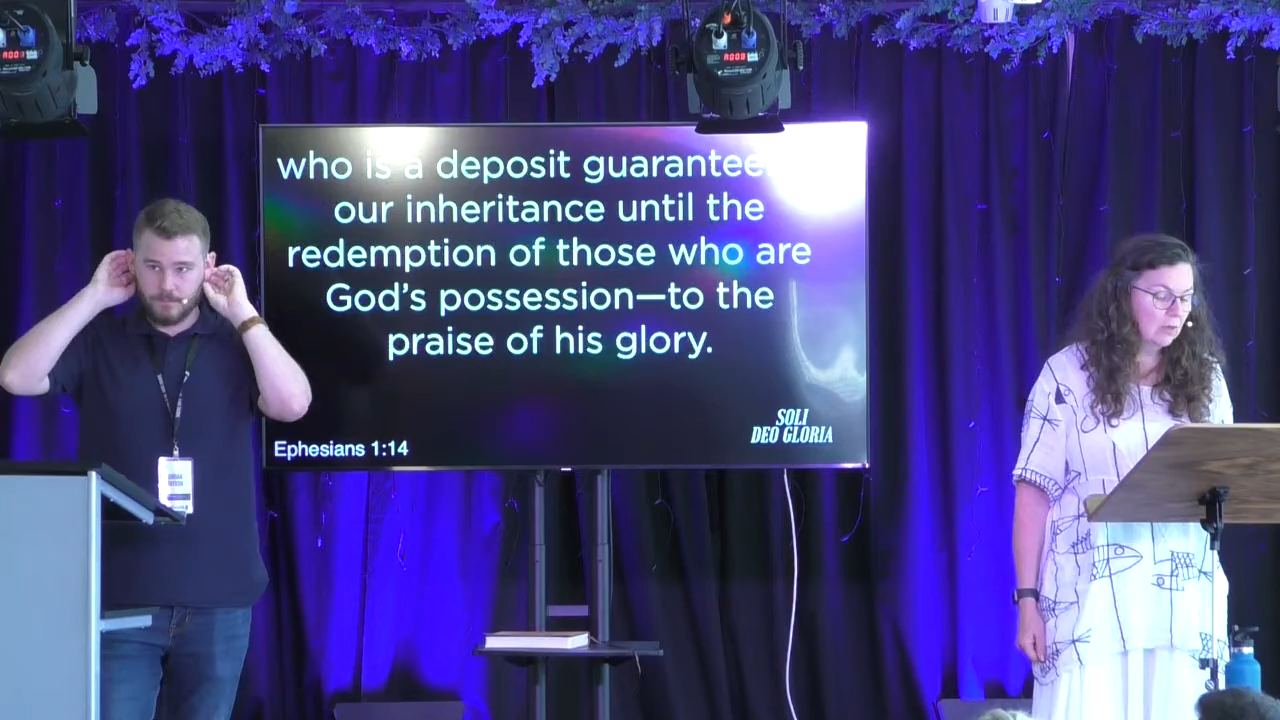 who is a deposit
our inheritance until the
redemption of those who are
God's possession—to the
praise of his glory.
SOLI
DEO GLORIA
Ephesians 1:14